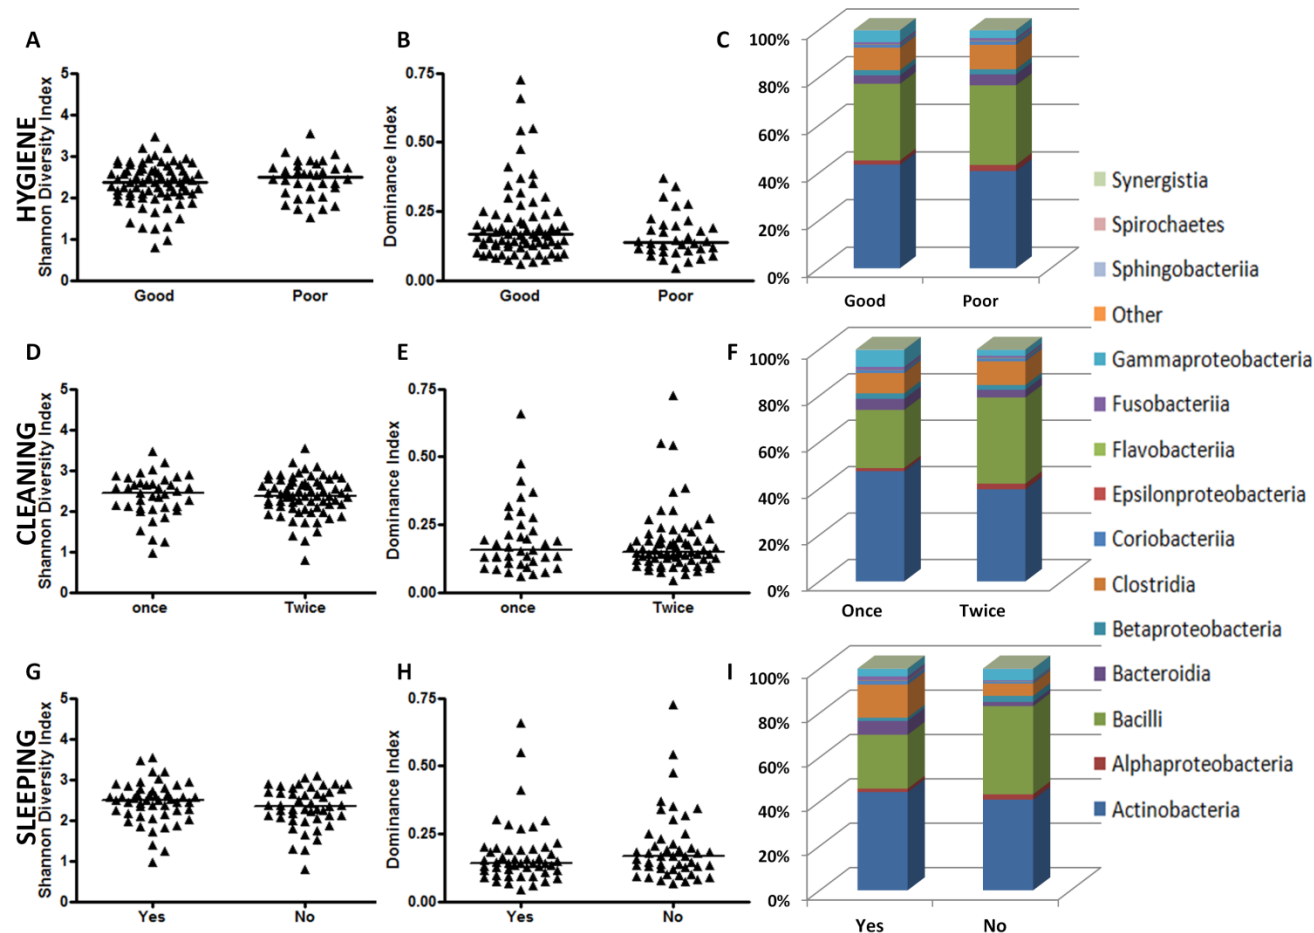 HYGIENE
A
Shannon Diversity Index
5
4
3
2
1
0
Good
Poor
B
Dominance Index
0.75
0.50
0.25
0.00
Good
Poor
C
100%
80%
60%
40%
20%
0%
Good
Poor
CLEANING
D
Shannon Diversity Index
5
4
3
2
1
0
once
Twice
E
Dominance Index
0.75
0.50
0.25
0.00
once
Twice
F
100%
80%
60%
40%
20%
0%
Once
Twice
SLEEPING
G
Shannon Diversity Index
5
4
3
2
1
0
Yes
No
H
Dominance Index
0.75
0.50
0.25
0.00
Yes
No
I
100%
80%
60%
40%
20%
0%
Yes
No
Synergistia
Spirochaetes
Sphingobacteriia
Other
Gammaproteobacteria
Fusobacteriia
Flavobacteriia
Epsilonproteobacteria
Coriobacteriia
Clostridia
Betaproteobacteria
Bacteroidia
Bacilli
Alphaproteobacteria
Actinobacteria